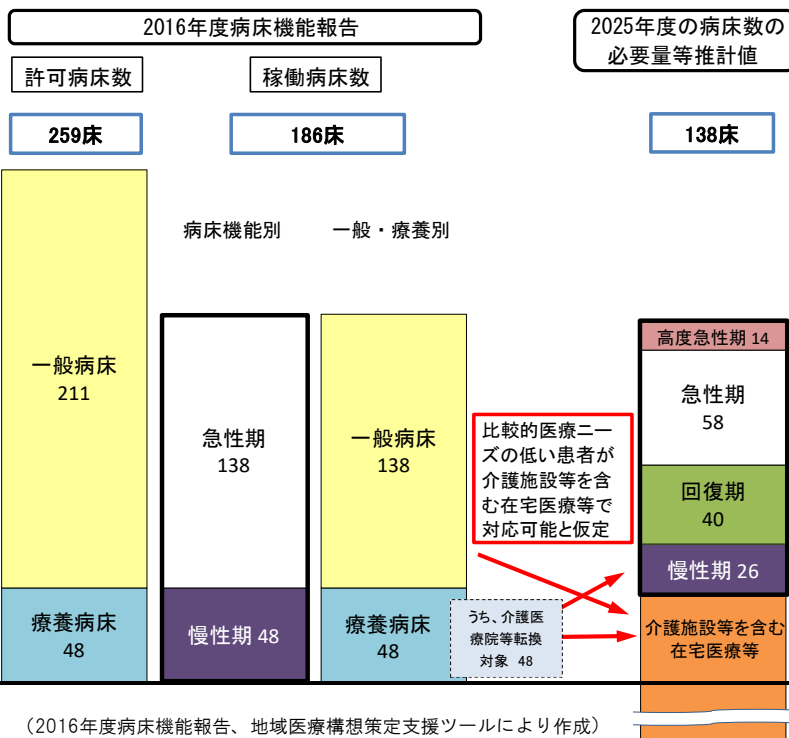 2016年度病床機能報告
2025年度の病床数の
必要量等推計値
許可病床数
稼働病床数
259床
186床
138床
病床機能別
一般・療養別
一般病床
211
療養病床
48
急性期
138
慢性期 48
一般病床
138
療養病床
48
比較的医療ニー
ズの低い患者が
介護施設等を含
む在宅医療等で
対応可能と仮定
うち、介護医
療院等転換
対象 48
高度急性期 14
急性期
58
回復期
40
慢性期 26
介護施設等を含む
在宅医療等
（2016年度病床機能報告、地域医療構想策定支援ツールにより作成）